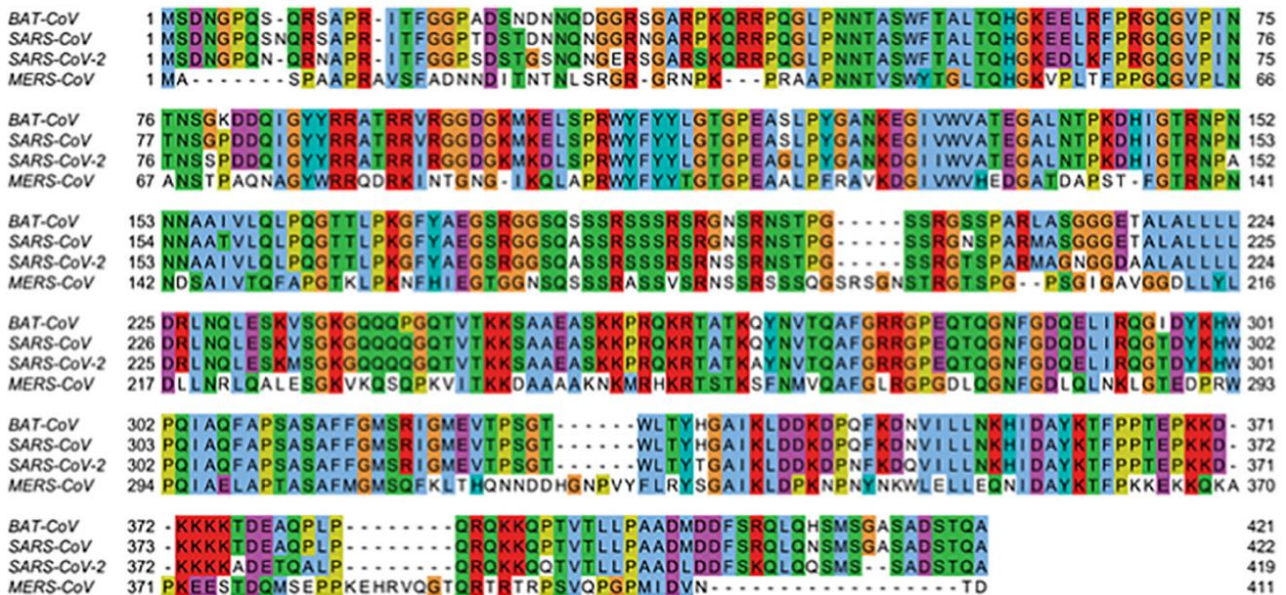 BAT-CoV 1 MSDNGPQS-QRSAPR-ITFGGPADSNDNNQDGGRSGARPKQRRPQGLPNNTASWFTALTQHGKEELRFPRGQGVPIN 75
SARS-CoV 1 MSDNGPQSNQRSAPR-ITFGGPTDSTDNNQNGGRNGARPKQRRPQGLPNNTASWFTALTQHGKEELRFPRGQGVPIN 76
SARS-CoV-2 1 MSDNGPQN-QRNAPR-ITFGGPSDSTGSNQNGERSGARSKQRRPQGLPNNTASWFTALTQHGKEDLKFPRGQGVPIN 75
MERS-CoV 1 MA-------SPAAPRAVSFADNNDITNTNLSRGR-GRNPK---PRAAPNNTVSWYTGLTQHGKVPLTFPPGQGVPLN 66
BAT-CoV 76 TNSGKDDQIGYYRRATRRVRGGDGKMKELSPRWYFYYLGTGPEASLPYGANKEGIVWVATEGALNTPKDHIGTRNPN 152
SARS-CoV 77 TNSGPDDQIGYYRRATRRVRGGDGKMKELSPRWYFYYLGTGPEASLPYGANKEGIVWVATEGALNTPKDHIGTRNPN 153
SARS-CoV-2 76 TNSSPDDQIGYYRRATRRIRGGDGKMKDLSPRWYFYYLGTGPEAGLPYGANKDGIIWVATEGALNTPKDHIGTRNPA 152
MERS-CoV 67 ANSTPAQNAGYWRRQDRKINTGNG-IKQLAPRWYFYYTGTGPEAALPFRAVKDGIVWVHEDGATDAPST-FGTRNPN 141
BAT-CoV 153 NNAAIVLQLPQGTTLPKGFYAEGSRGGSQSSSRSSSRSRGNSRNSTPG-----SSRGSSPARLASGGGETALALLLL 224
SARS-CoV 154 NNAATVLQLPQGTTLPKGFYAEGSRGGSQASSRSSSRSRGNSRNSTPG-----SSRGNSPARMASGGGETALALLLL 225
SARS-CoV-2 153 NNAAIVLQLPQGTTLPKGFYAEGSRGGSQASSRSSSRSRNSSRNSTPG-----SSRGTSPARMAGNGGDAALALLLL 224
MERS-CoV 142 NDSAIVTQFAPGTKLPKNFHIEGTGGNSQSSSRASSVSRNSSRSSSQGSRSGNSTRGTSPG--PSGIGAVGGDLLYL 216
BAT-CoV 225 DRLNQLESKVSGKGQQQPGQTVTKKSAAEASKKPRQKRTATKQYNVTQAFGRRGPEQTQGNFGDQELIRQGIDYKHW 301
SARS-CoV 226 DRLNQLESKVSGKGQQQQGQTVTKKSAAEASKKPRQKRTATKQYNVTQAFGRRGPEQTQGNFGDQDLIRQGTDYKHW 302
SARS-CoV-2 225 DRLNQLESKMSGKGQQQQGQTVTKKSAAEASKKPRQKRTATKAYNVTQAFGRRGPEQTQGNFGDQELIRQGTDYKHW 301
MERS-CoV 217 DLLNRLQALESGKVKQSQPKVITKKDAAAAKNKMRHKRTSTKSFNMVQAFGLRGPGDLQGNFGDLQLNKLGTEDPRW 293
BAT-CoV 302 PQIAQFAPSASAFFGMSRIGMEVTPSGT------WLTYHGAIKLDDKDPQFKDNVILLNKHIDAYKTFPPTEPKKD- 371
SARS-CoV 303 PQIAQFAPSASAFFGMSRIGMEVTPSGT------WLTYHGAIKLDDKDPQFKDNVILLNKHIDAYKTFPPTEPKKD- 372
SARS-CoV-2 302 PQIAQFAPSASAFFGMSRIGMEVTPSGT------WLTYTGAIKLDDKDPNFKDQVILLNKHIDAYKTFPPTEPKKD- 371
MERS-CoV 294 PQIAELAPTASAFMGMSQFKLTHQNNDDHGNPVYFLRYSGAIKLDPKNPNYNKWLELLEQNIDAYKTFPKKEKKQKA 370
BAT-CoV 372 -KKKKTDEAQPLP--------QRQKKQPTVTLLPAADMDDFSRQLQHSMSGASADSTQA 421
SARS-CoV 373 -KKKKTDEAQPLP--------QRQKKQPTVTLLPAADMDDFSRQLQNSMSGASADSTQA 422
SARS-CoV-2 372 -KKKKADETQALP--------QRQKKQQTVTLLPAADLDDFSKQLQQSMS--SADSTQA 419
MERS-CoV 371 PKEESTDQMSEPPKEHRVQGTQRTRTRPSVQPGPMIDVN------------------TD 411